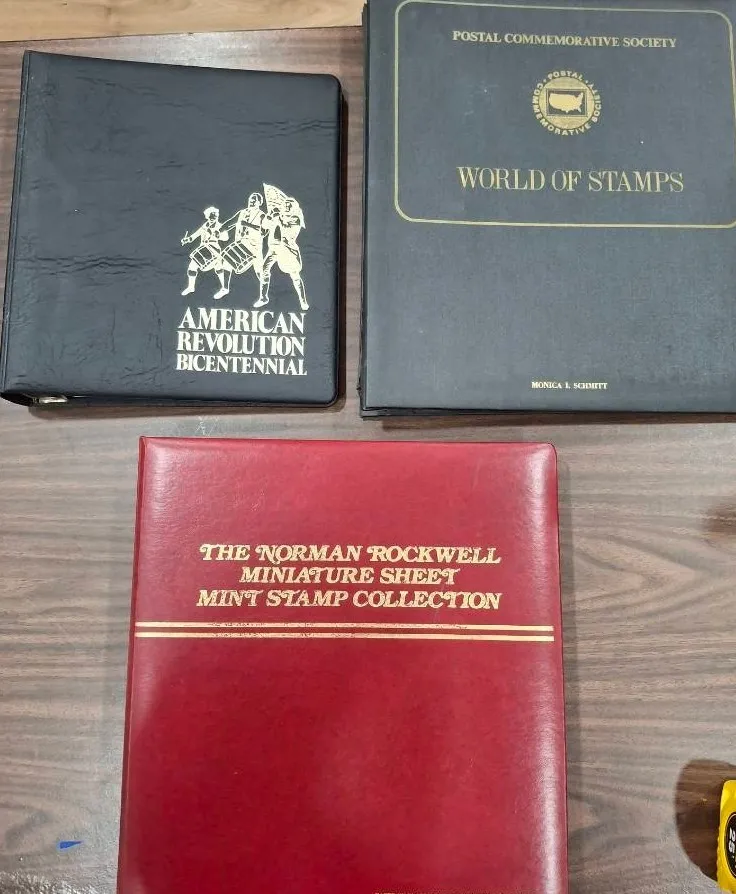 POSTAL COMMEMORATIVE SOCIETY
• POSTAL •
COMMEMORATIVE SOCIETY
WORLD OF STAMPS
MONICA I. SCHMITT
AMERICAN
REVOLUTION
BICENTENNIAL
THE NORMAN ROCKWELL
MINIATURE SHEET
MINT STAMP COLLECTION
25